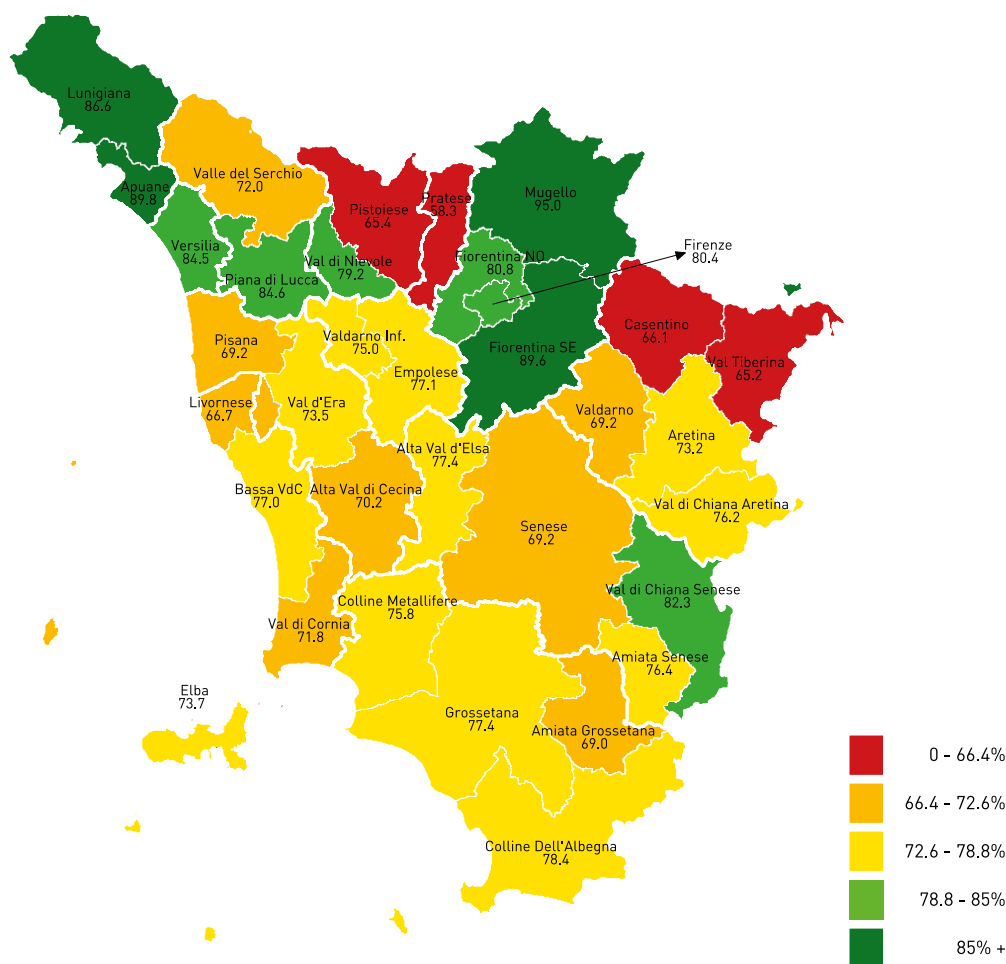 Lunigiana
86.6
Apuane
89.8
Valle del Serchio
72.0
Versilia
84.5
Piana di Lucca
84.6
Val di Nievole
79.2
Pistoiese
65.4
Pratese
58.3
Mugello
95.0
Fiorentina NO
80.8
Firenze
80.4
Fiorentina SE
89.6
Casentino
66.1
Val Tiberina
65.2
Pisana
69.2
Valdarno Inf.
75.0
Empolese
77.1
Livornese
66.7
Val d'Era
73.5
Valdarno
69.2
Aretina
73.2
Alta Val d'Elsa
77.4
Bassa VdC
77.0
Alta Val di Cecina
70.2
Val di Chiana Aretina
76.2
Senese
69.2
Val di Chiana Senese
82.3
Colline Metallifere
75.8
Val di Cornia
71.8
Amiata Senese
76.4
Elba
73.7
Grossetana
77.4
Amiata Grossetana
69.0
Colline Dell'Albegna
78.4
0 - 66.4%
66.4 - 72.6%
72.6 - 78.8%
78.8 - 85%
85% +